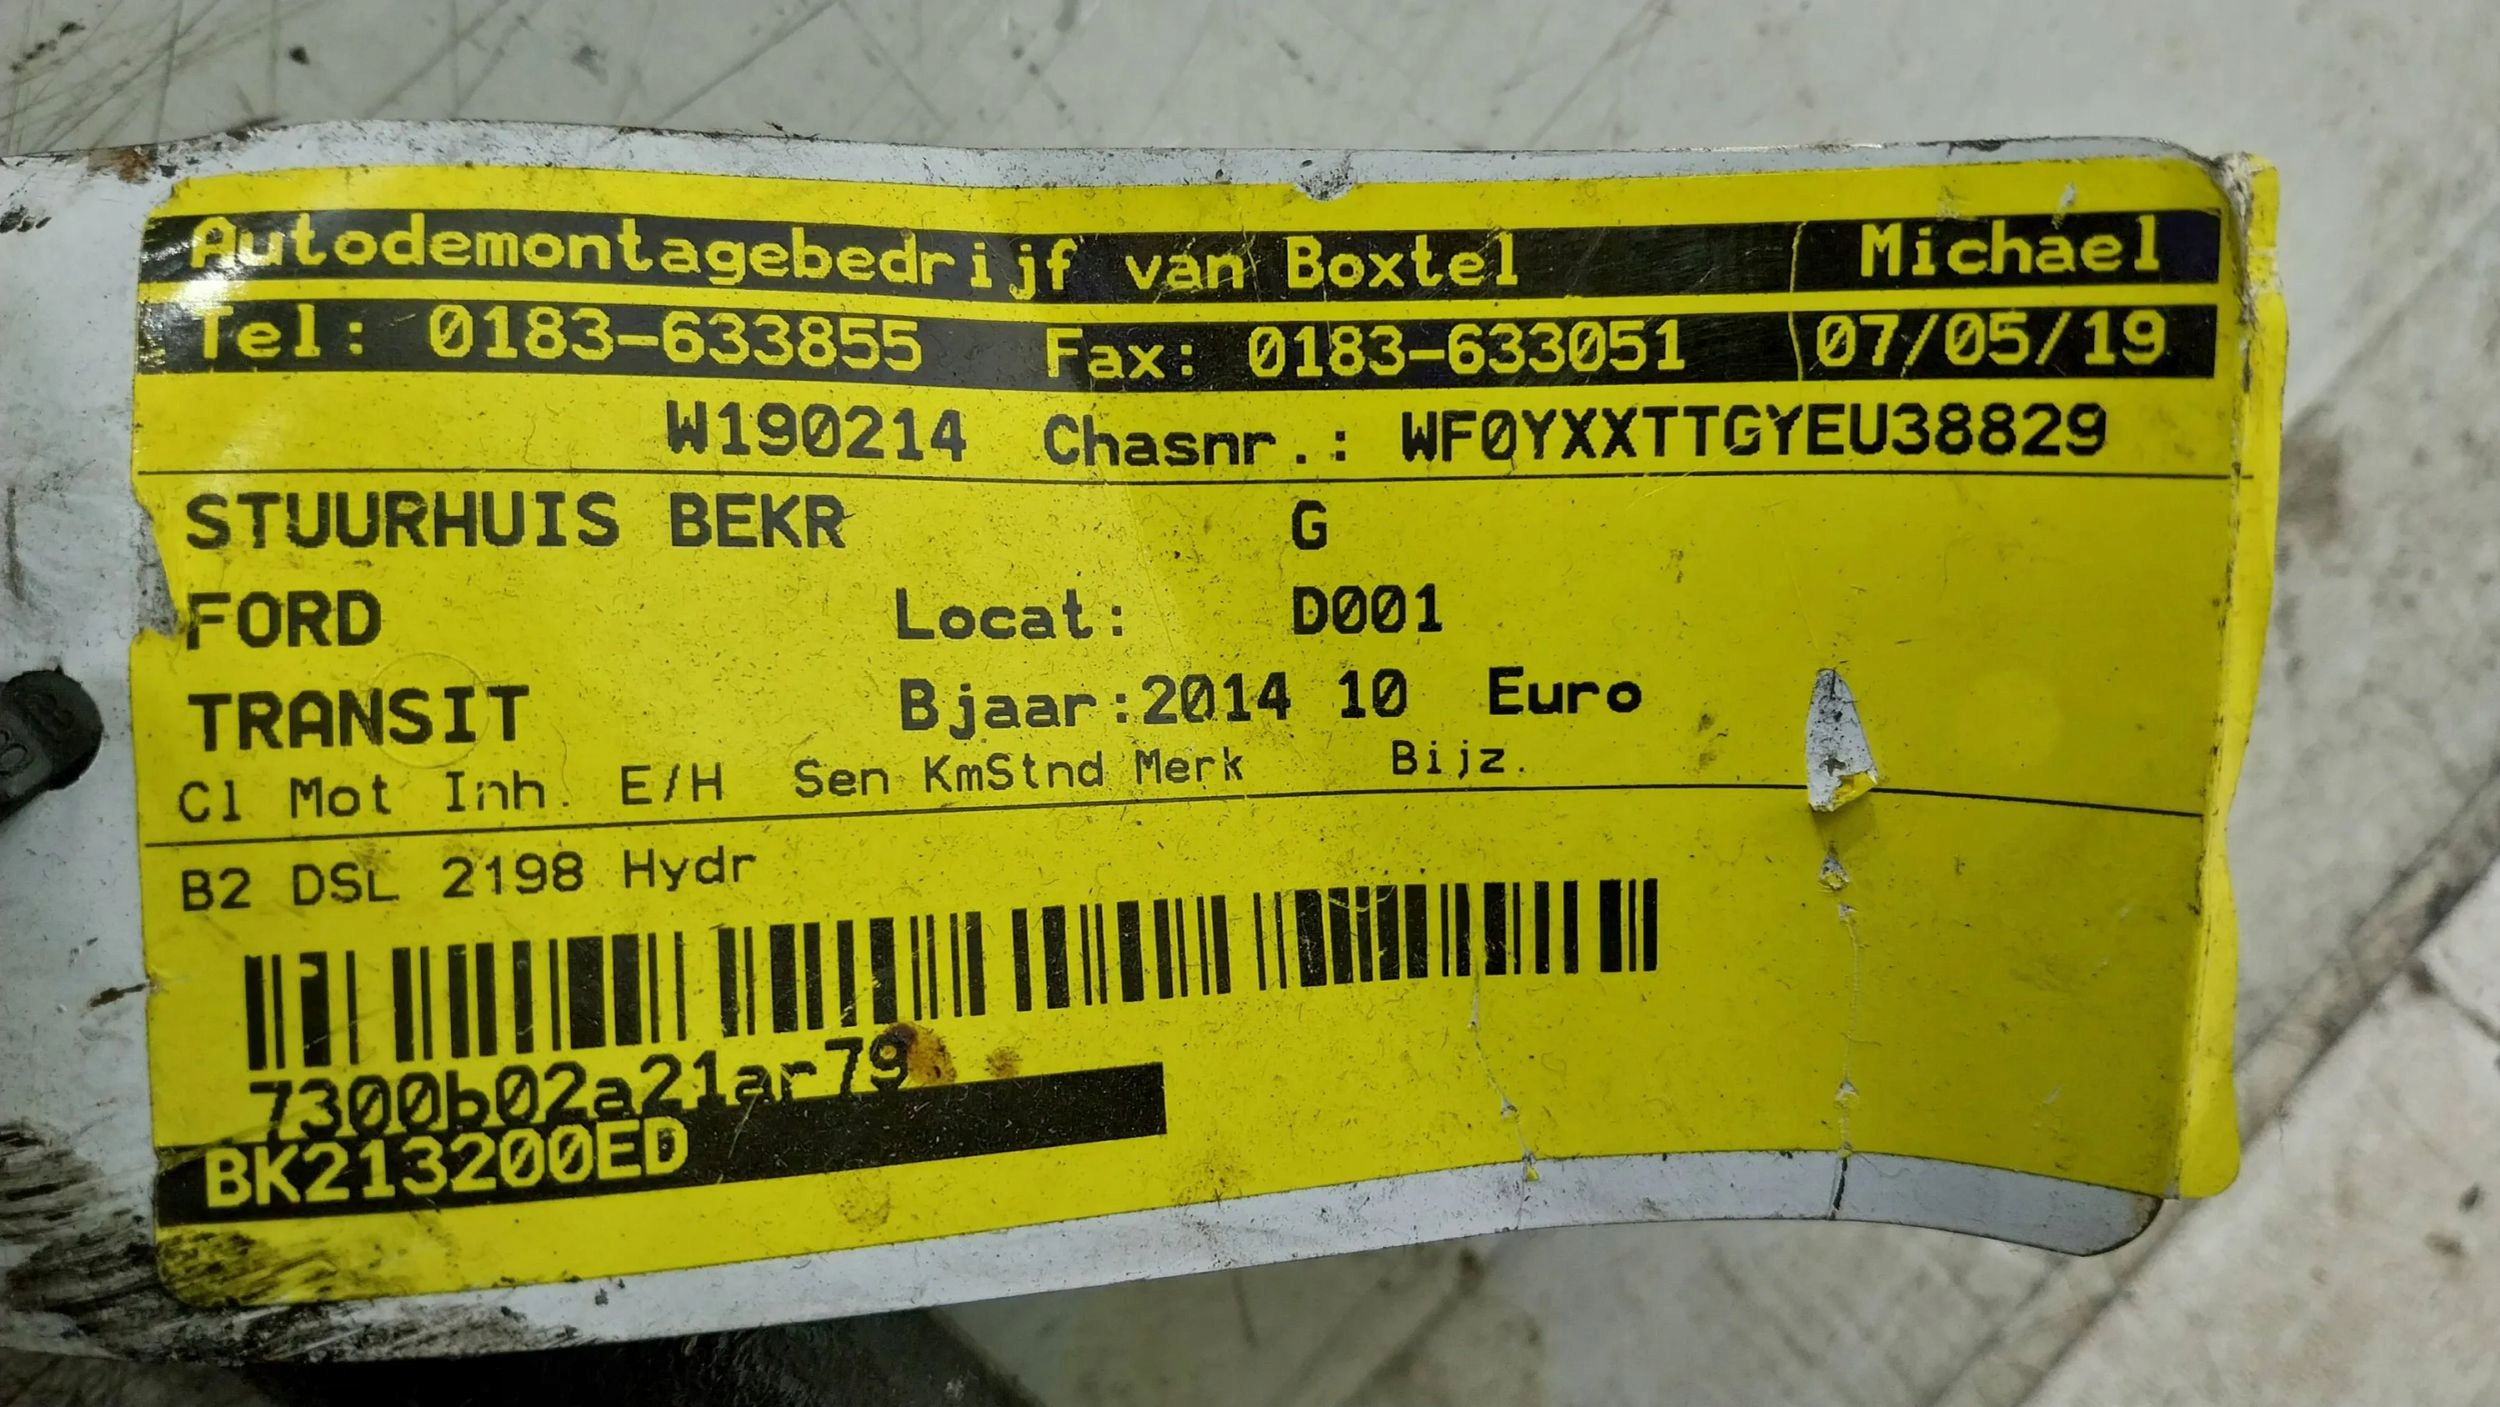 Autodemontagebedrijf van Boxtel Michael
Tel: 0183-633855 Fax: 0183-633051 07/05/19
W190214 Chasnr.: WF0YXXTTGYEU38829
STUURHUIS BEKR G
FORD Locat: D001
TRANSIT Bjaar:2014 10 Euro
Cl Mot Inh. E/H Sen KmStnd Merk Bijz.
B2 DSL 2198 Hydr
7300b02a21ar79
BK213200ED